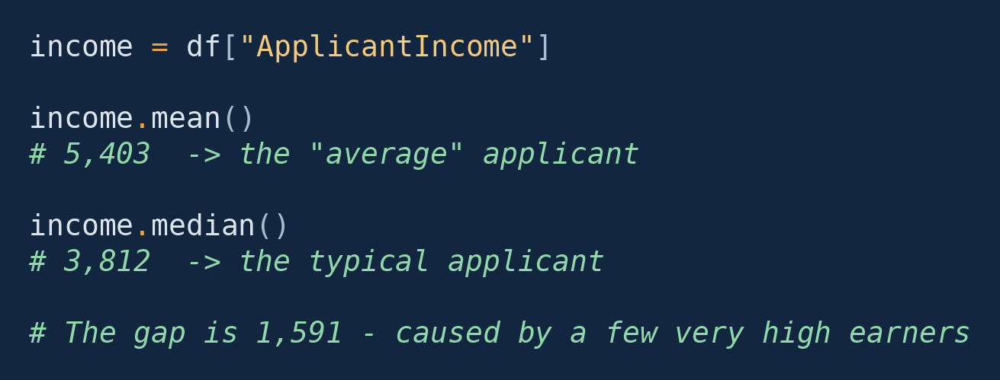 income = df["ApplicantIncome"]
income.mean()
# 5,403  -> the "average" applicant
income.median()
# 3,812  -> the typical applicant
# The gap is 1,591 - caused by a few very high earners